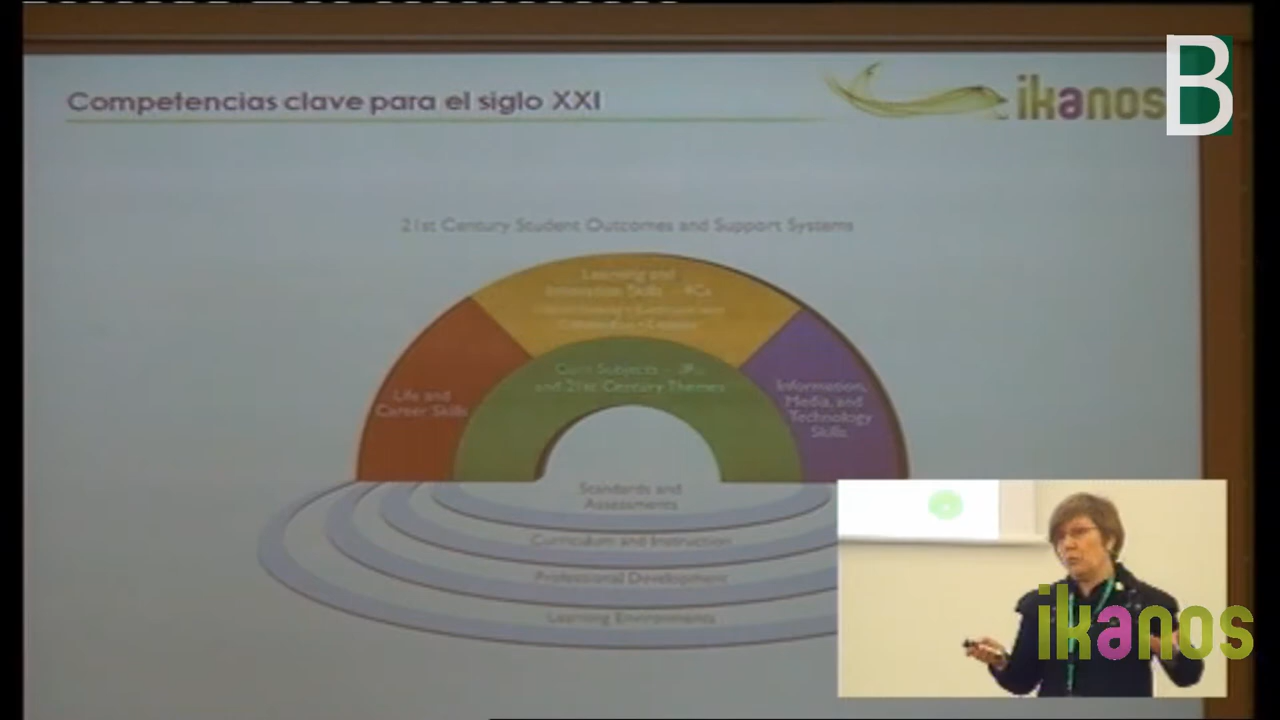 Competencias clave para el siglo XXI
ikanos
B
21st Century Student Outcomes and Support Systems
Learning and
Innovation Skills - 4Cs
Core Subjects - 3Rs
and 21st Century Themes
Life and
Career Skills
Information,
Media, and
Technology
Skills
Standards and
Assessments
Curriculum and Instruction
Professional Development
Learning Environments
ikanos